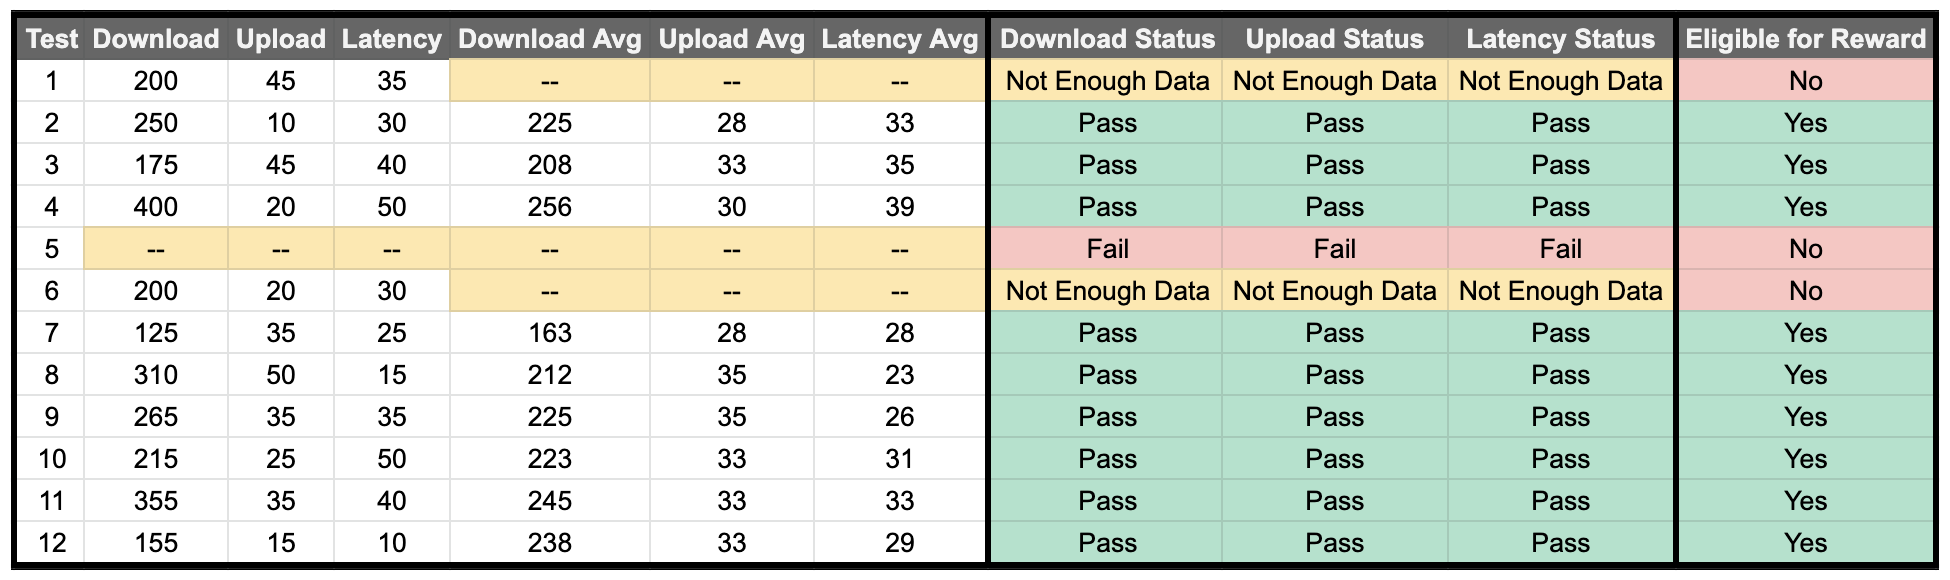 Test Download Upload Latency Download Avg Upload Avg Latency Avg Download Status Upload Status Latency Status Eligible for Reward
1 200 45 35 -- -- -- Not Enough Data Not Enough Data Not Enough Data No
2 250 10 30 225 28 33 Pass Pass Pass Yes
3 175 45 40 208 33 35 Pass Pass Pass Yes
4 400 20 50 256 30 39 Pass Pass Pass Yes
5 -- -- -- -- -- -- Fail Fail Fail No
6 200 20 30 -- -- -- Not Enough Data Not Enough Data Not Enough Data No
7 125 35 25 163 28 28 Pass Pass Pass Yes
8 310 50 15 212 35 23 Pass Pass Pass Yes
9 265 35 35 225 35 26 Pass Pass Pass Yes
10 215 25 50 223 33 31 Pass Pass Pass Yes
11 355 35 40 245 33 33 Pass Pass Pass Yes
12 155 15 10 238 33 29 Pass Pass Pass Yes